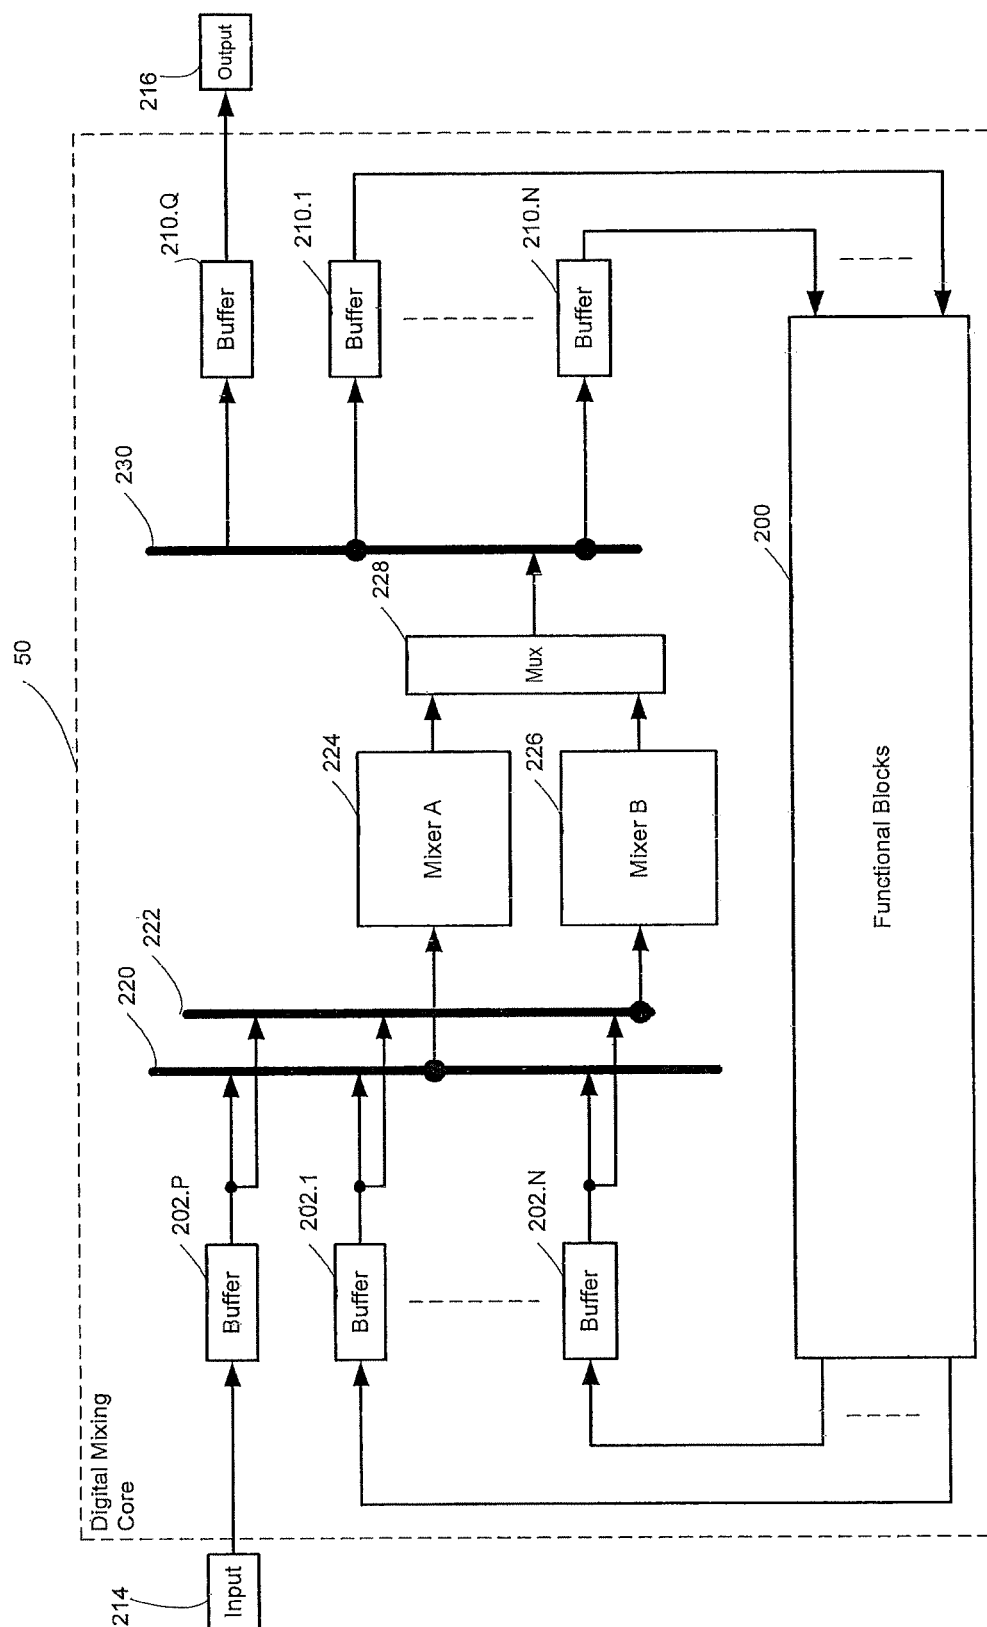 50
Digital Mixing
Core
214
Input
202.P
Buffer
202.1
Buffer
202.N
Buffer
220
222
224
Mixer A
226
Mixer B
228
Mux
230
210.Q
Buffer
210.1
Buffer
210.N
Buffer
216
Output
200
Functional Blocks